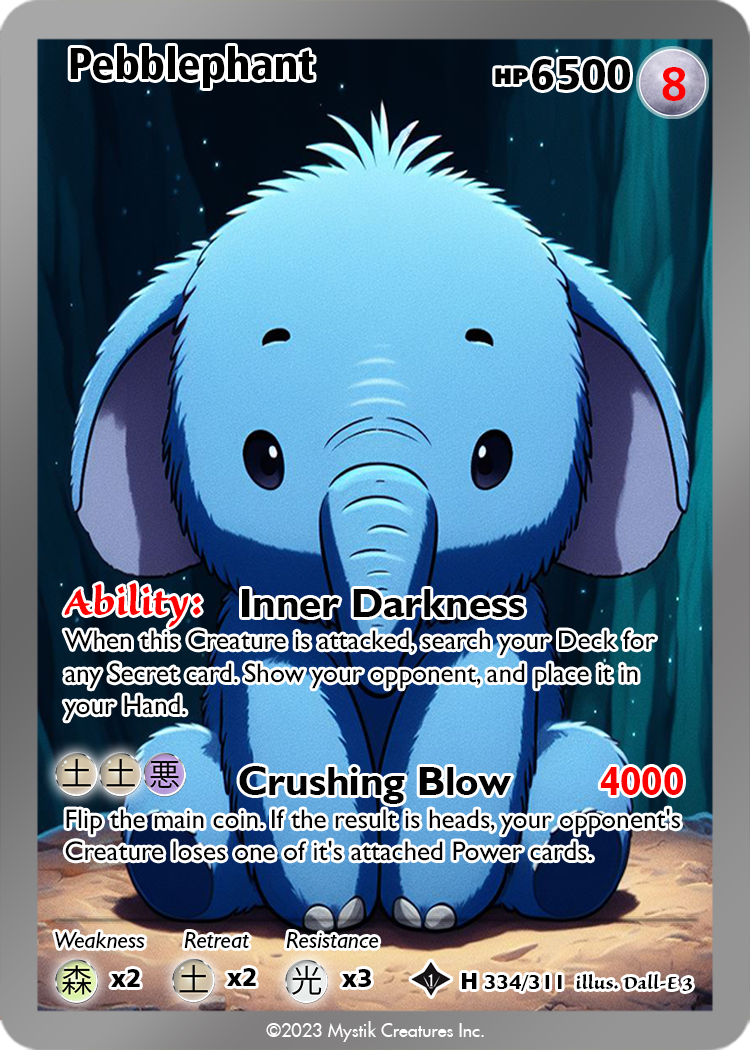 Pebblephant HP6500 8
Ability: Inner Darkness
When this Creature is attacked, search your Deck for
any Secret card. Show your opponent, and place it in
your Hand.
土 土 悪 Crushing Blow 4000
Flip the main coin. If the result is heads, your opponent's
Creature loses one of it's attached Power cards.
Weakness Retreat Resistance
森 x2 土 x2 光 x3 1 H 334/311 illus. Dall-E 3
©2023 Mystik Creatures Inc.